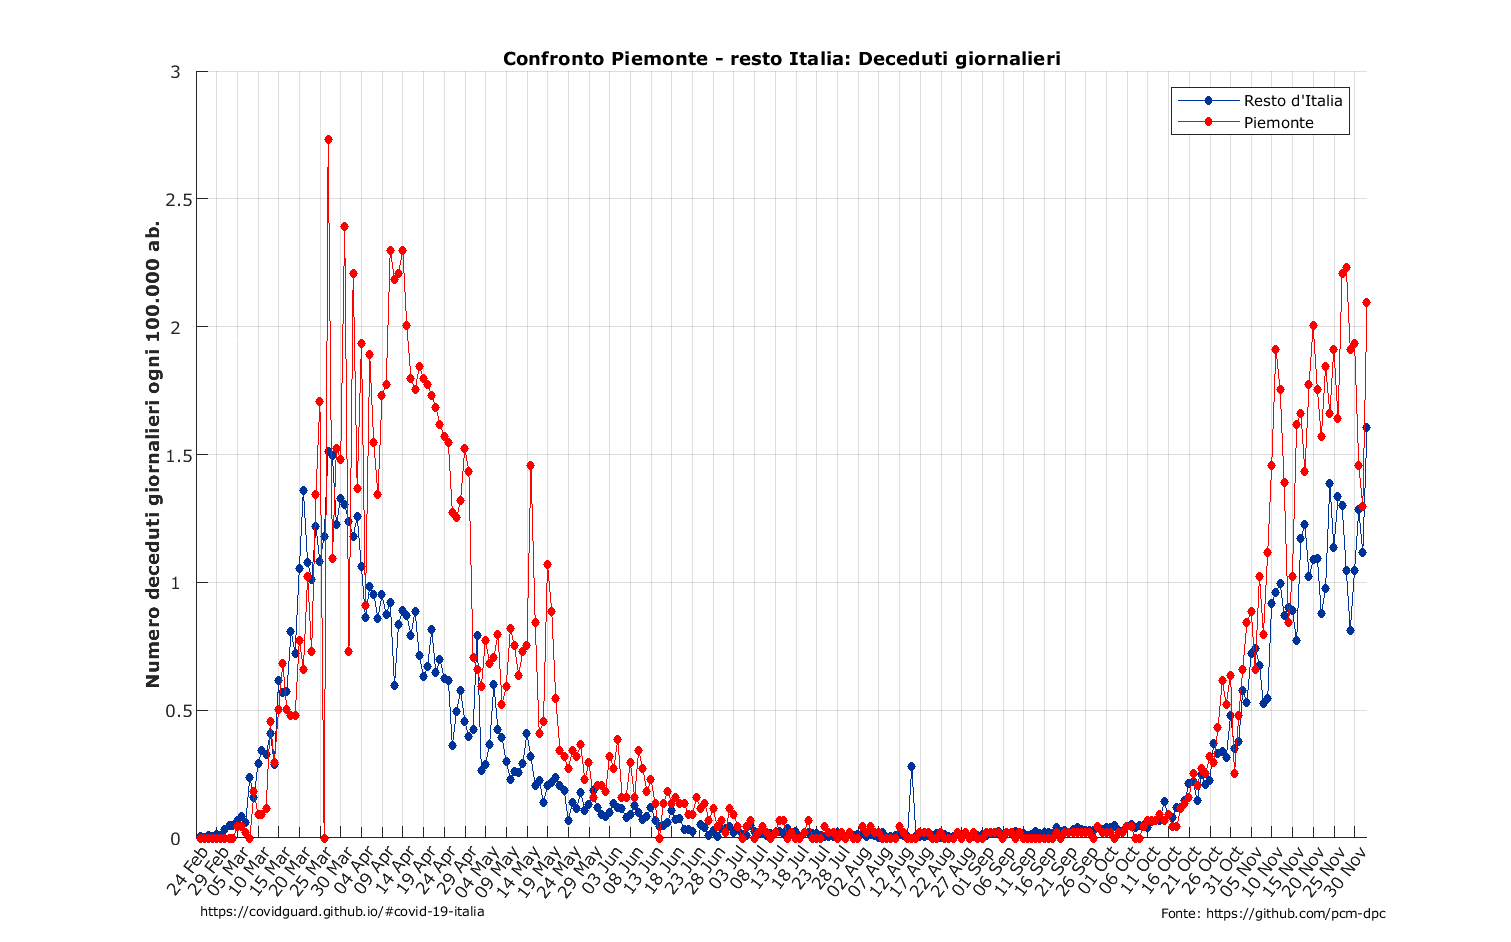 Confronto Piemonte - resto Italia: Deceduti giornalieri
Resto d'Italia
Piemonte
Numero deceduti giornalieri ogni 100.000 ab.
3
2.5
2
1.5
1
0.5
0
24 Feb
29 Feb
05 Mar
10 Mar
15 Mar
20 Mar
25 Mar
30 Mar
04 Apr
09 Apr
14 Apr
19 Apr
24 Apr
29 Apr
04 May
09 May
14 May
19 May
24 May
29 May
03 Jun
08 Jun
13 Jun
18 Jun
23 Jun
28 Jun
03 Jul
08 Jul
13 Jul
18 Jul
23 Jul
28 Jul
02 Aug
07 Aug
12 Aug
17 Aug
22 Aug
27 Aug
01 Sep
06 Sep
11 Sep
16 Sep
21 Sep
26 Sep
01 Oct
06 Oct
11 Oct
16 Oct
21 Oct
26 Oct
31 Oct
05 Nov
10 Nov
15 Nov
20 Nov
25 Nov
30 Nov
https://covidguard.github.io/#covid-19-italia
Fonte: https://github.com/pcm-dpc